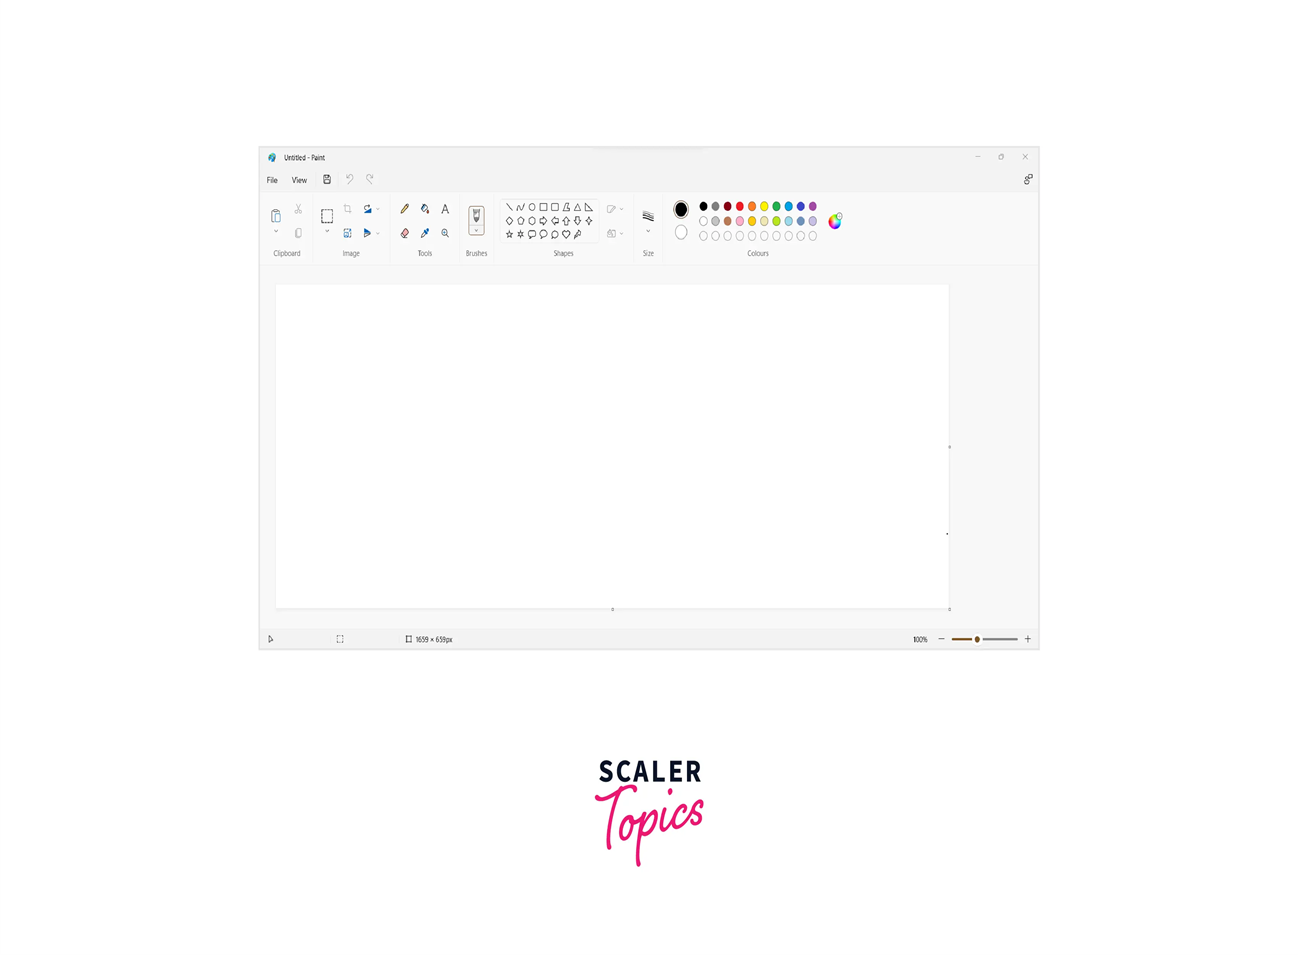 Untitled - Paint
File View
Clipboard Image Tools Brushes Shapes Size Colours
1659 × 659px 100%
SCALER
Topics